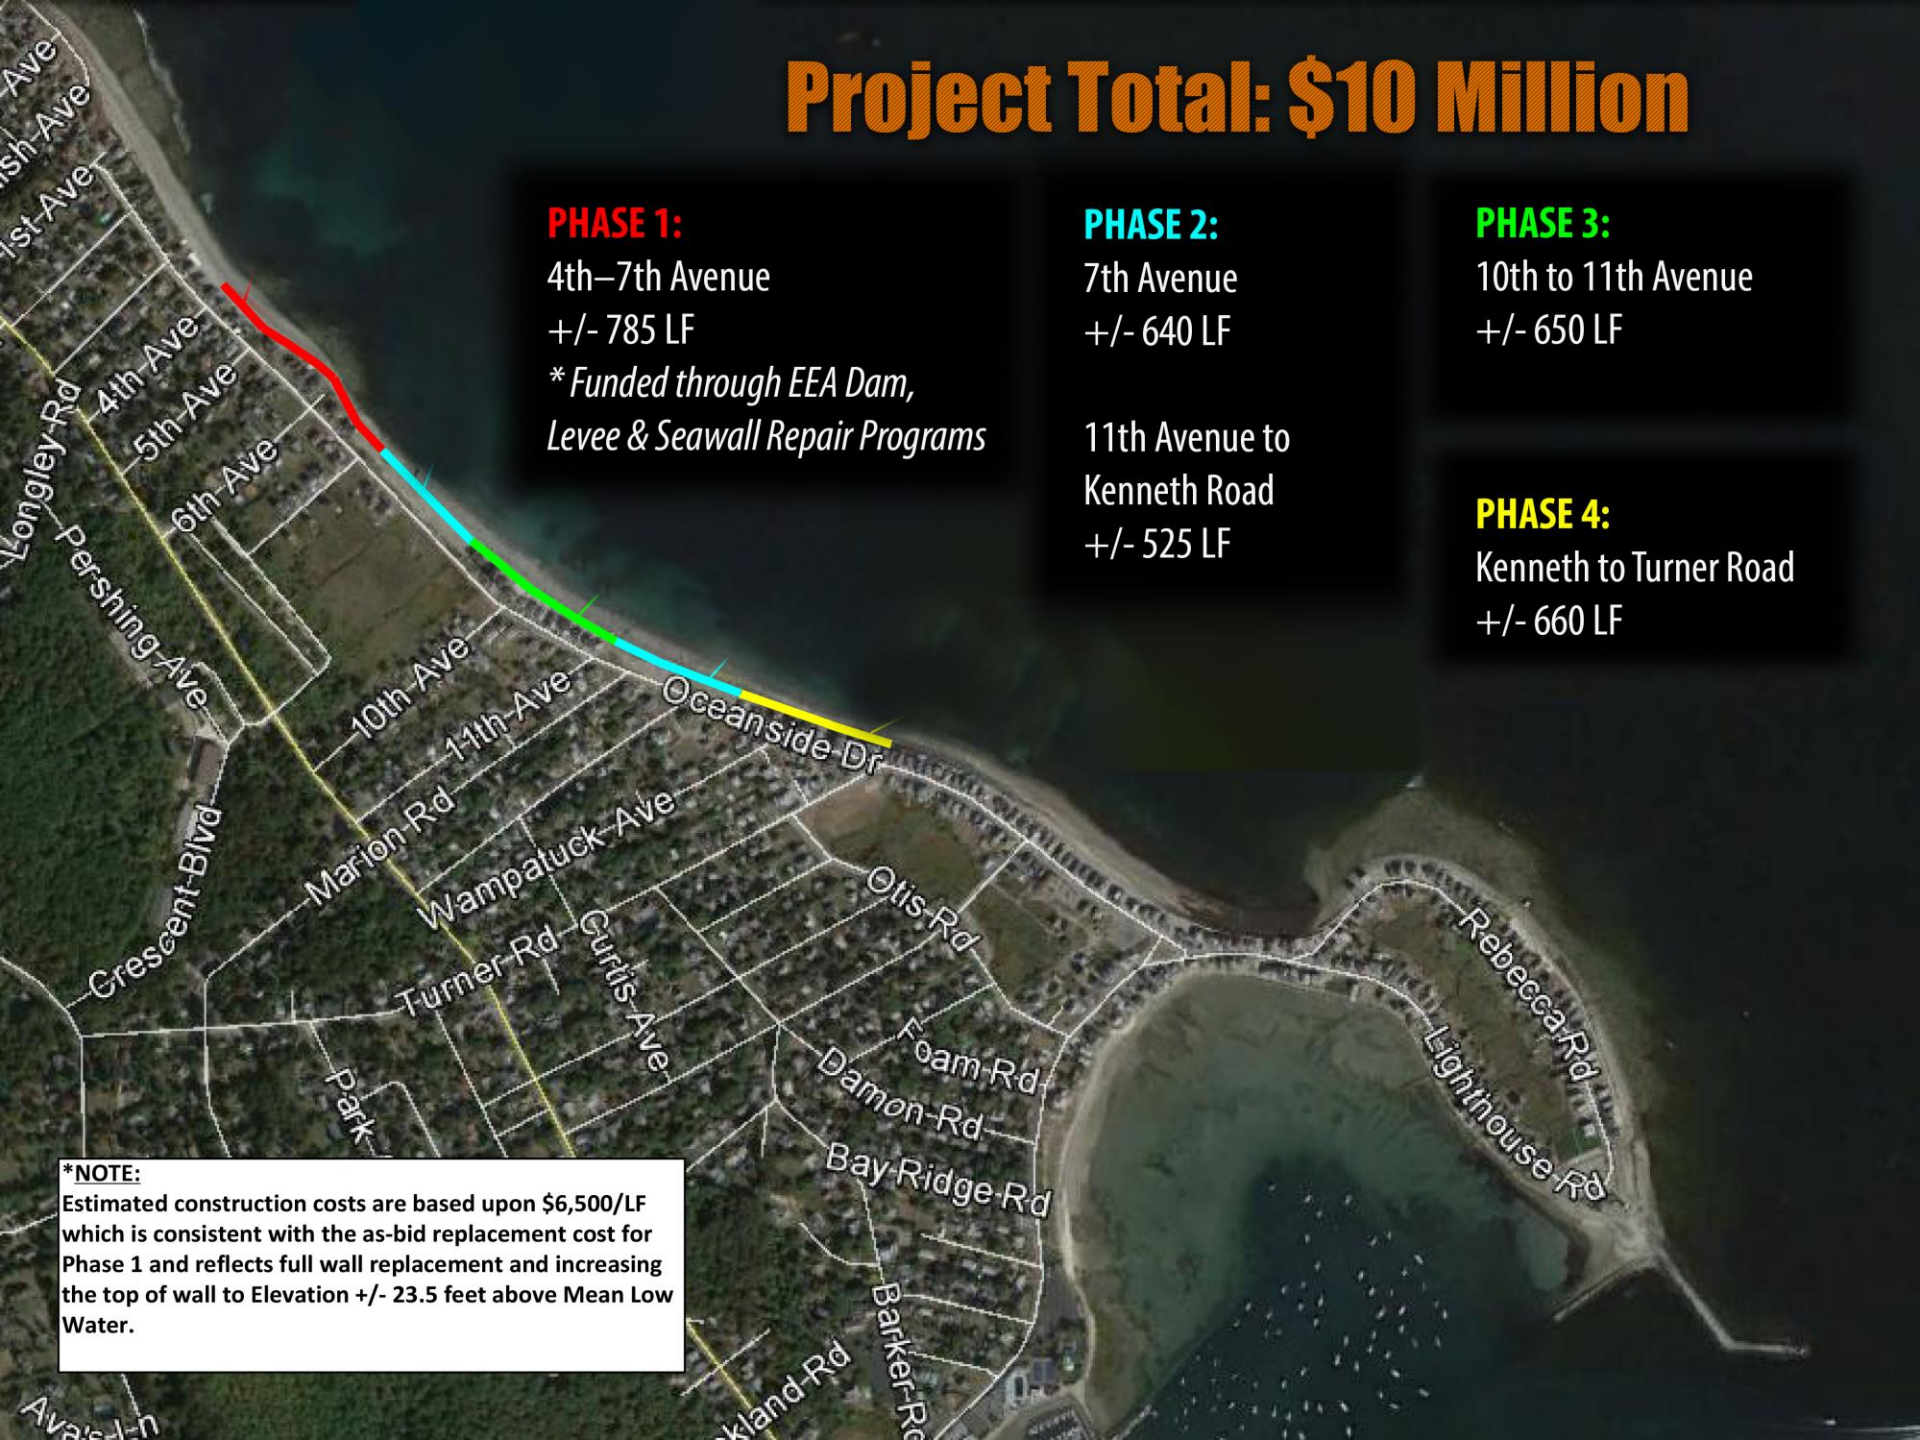 Project Total: $10 Million
PHASE 1:
4th–7th Avenue
+/- 785 LF
* Funded through EEA Dam,
Levee & Seawall Repair Programs
PHASE 2:
7th Avenue
+/- 640 LF
11th Avenue to
Kenneth Road
+/- 525 LF
PHASE 3:
10th to 11th Avenue
+/- 650 LF
PHASE 4:
Kenneth to Turner Road
+/- 660 LF
Ave
sh-Ave
1st-Ave
4th-Ave
5th-Ave
6th-Ave
Longley-Rd
Pershing-Ave
10th-Ave
11th-Ave
Oceanside-Dr
Marion-Rd
Wampatuck-Ave
Crescent-Blvd
Turner-Rd
Curtis-Ave
Otis-Rd
Rebecca-Rd
Lighthouse-Rd
Foam-Rd
Damon-Rd
Park
Bay-Ridge-Rd
Barker-Rd
kland-Rd
Ava's-Ln
*NOTE:
Estimated construction costs are based upon $6,500/LF
which is consistent with the as-bid replacement cost for
Phase 1 and reflects full wall replacement and increasing
the top of wall to Elevation +/- 23.5 feet above Mean Low
Water.